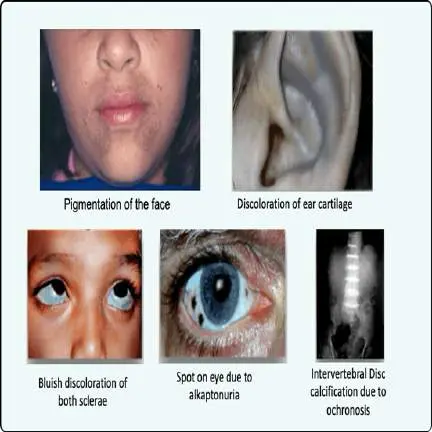 Pigmentation of the face
Discoloration of ear cartilage
Bluish discoloration of
both sclerae
Spot on eye due to
alkaptonuria
Intervertebral Disc
calcification due to
ochronosis